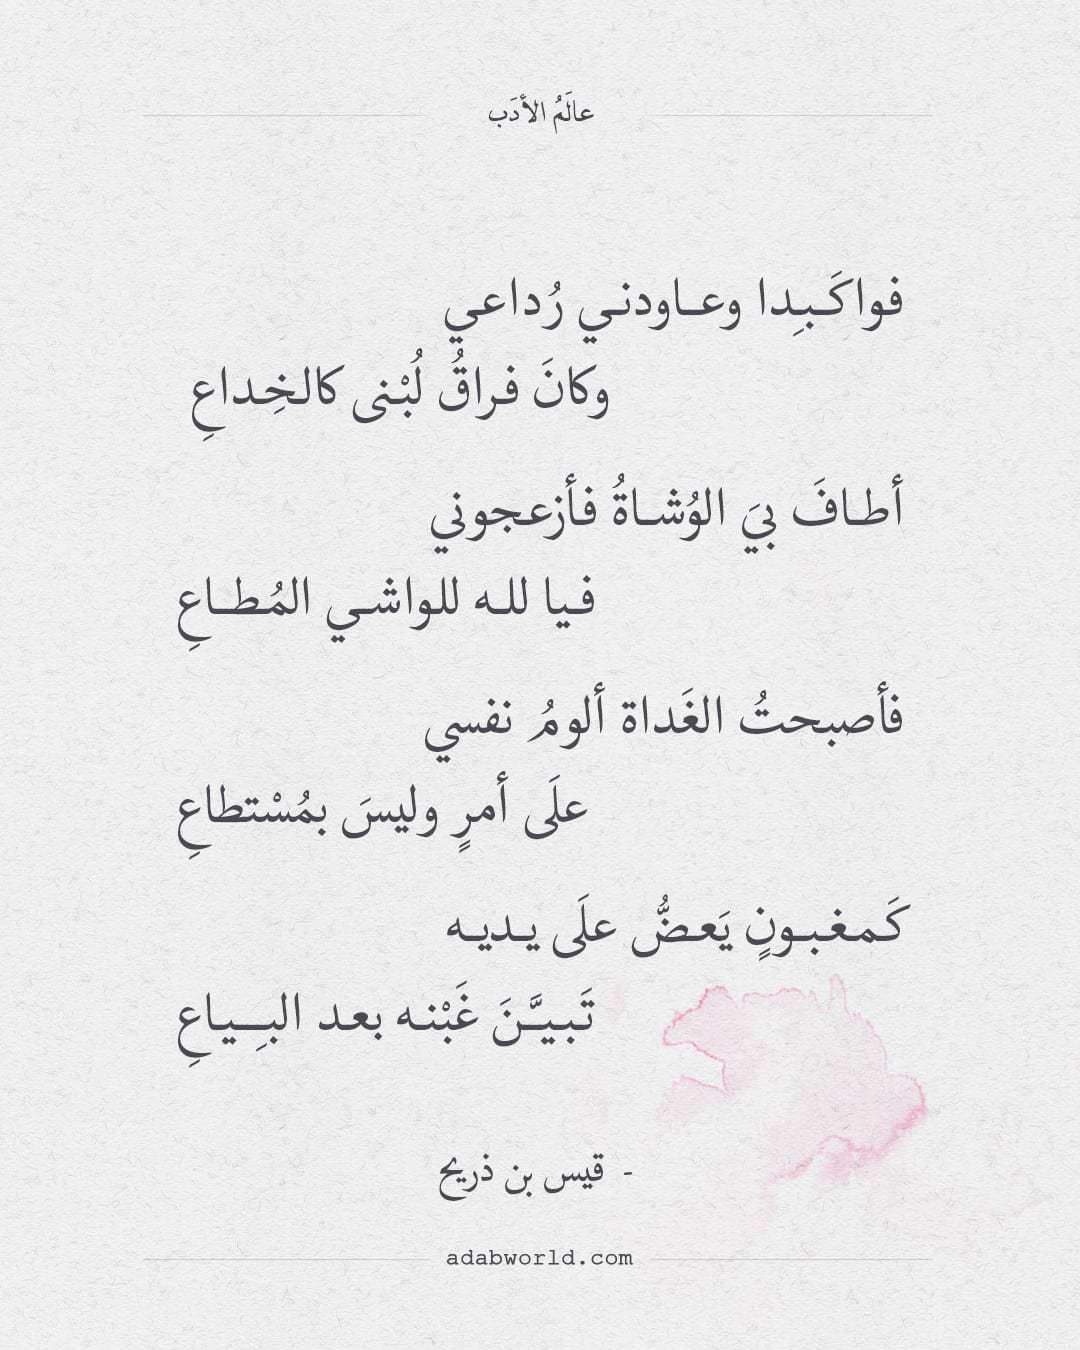 عالَمُ الأدَب
فواكَبِدا وعاودني رُداعي
وكانَ فراقُ لُبْنى كالخِداعِ
أطافَ بيَ الوُشاةُ فأزعجوني
فيا لله للواشي المُطاعِ
فأصبحتُ الغَداة ألومُ نفسي
علَى أمرٍ وليسَ بمُسْتطاعِ
كَمغبونٍ يَعضُّ علَى يديه
تَبيَّنَ غَبْنه بعد البِياعِ
- قيس بن ذريح
adabworld.com